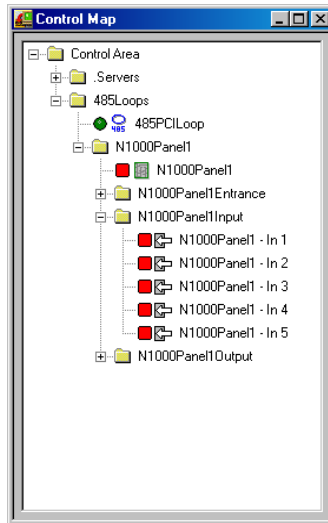 Control Map
Control Area
.Servers
485Loops
485 485PCILoop
N1000Panel1
N1000Panel1
N1000Panel1Entrance
N1000Panel1Input
N1000Panel1 - In 1
N1000Panel1 - In 2
N1000Panel1 - In 3
N1000Panel1 - In 4
N1000Panel1 - In 5
N1000Panel1Output